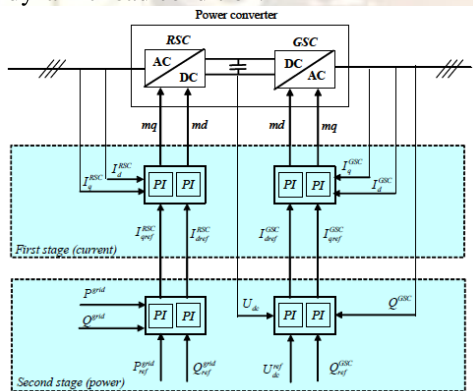 Power converter
RSC
GSC
AC
DC
DC
AC
mq
md
md
mq
I_d^RSC
I_q^RSC
PI
PI
PI
PI
I_q^GSC
I_d^GSC
I_qref^RSC
I_dref^RSC
I_dref^GSC
I_qref^GSC
First stage (current)
P^grid
Q^grid
PI
PI
U_dc
PI
PI
Q^GSC
P_ref^grid
Q_ref^grid
U_dc^ref
Q_ref^GSC
Second stage (power)